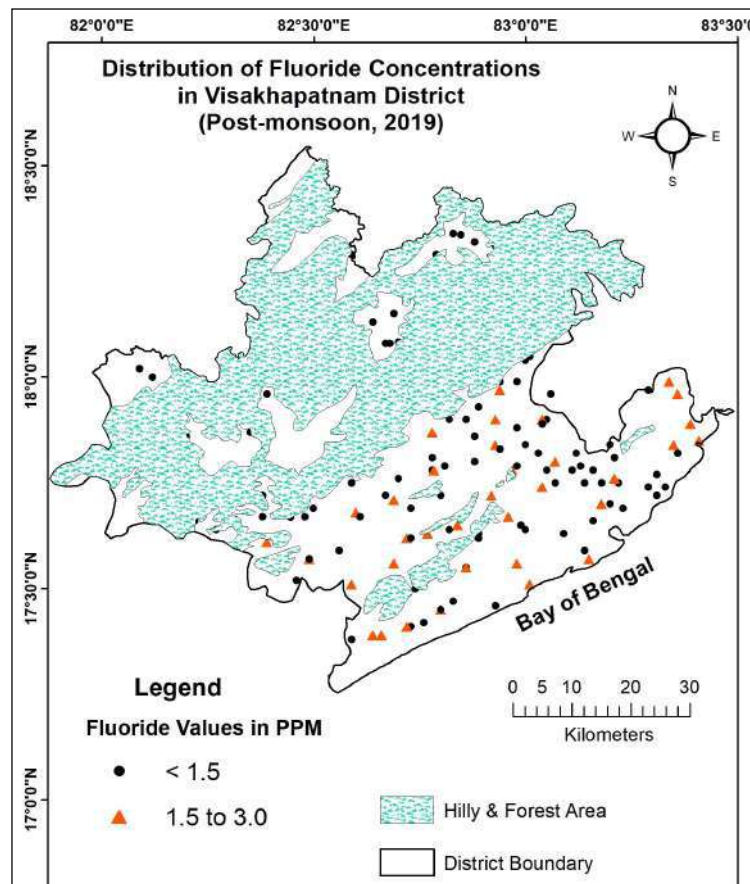 82°0'0"E
82°30'0"E
83°0'0"E
83°30'0"E
Distribution of Fluoride Concentrations
in Visakhapatnam District
(Post-monsoon, 2019)
N
W
E
S
18°30'0"N
18°0'0"N
17°30'0"N
17°0'0"N
Bay of Bengal
Legend
Fluoride Values in PPM
< 1.5
1.5 to 3.0
0 5 10 20 30
Kilometers
Hilly & Forest Area
District Boundary